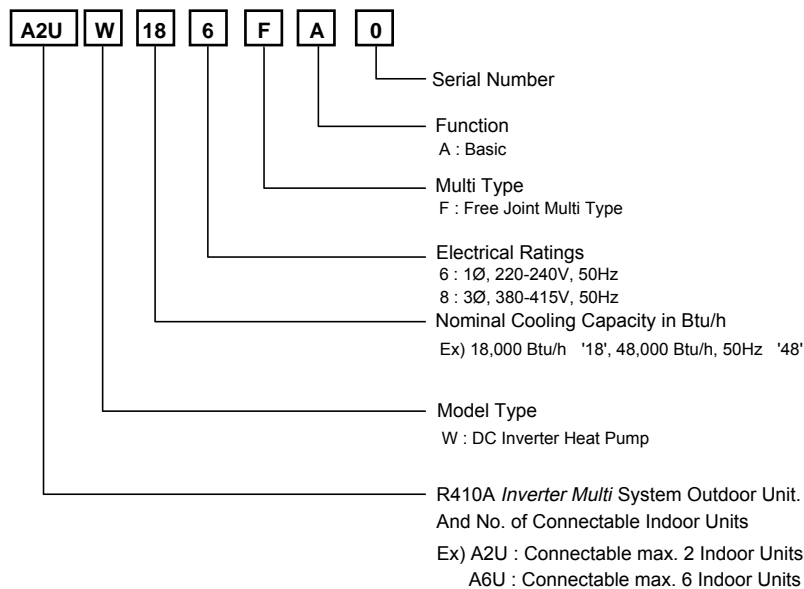 A2U W 18 6 F A 0
Serial Number
Function
A : Basic
Multi Type
F : Free Joint Multi Type
Electrical Ratings
6 : 1Ø, 220-240V, 50Hz
8 : 3Ø, 380-415V, 50Hz
Nominal Cooling Capacity in Btu/h
Ex) 18,000 Btu/h '18', 48,000 Btu/h, 50Hz '48'
Model Type
W : DC Inverter Heat Pump
R410A Inverter Multi System Outdoor Unit.
And No. of Connectable Indoor Units
Ex) A2U : Connectable max. 2 Indoor Units
A6U : Connectable max. 6 Indoor Units